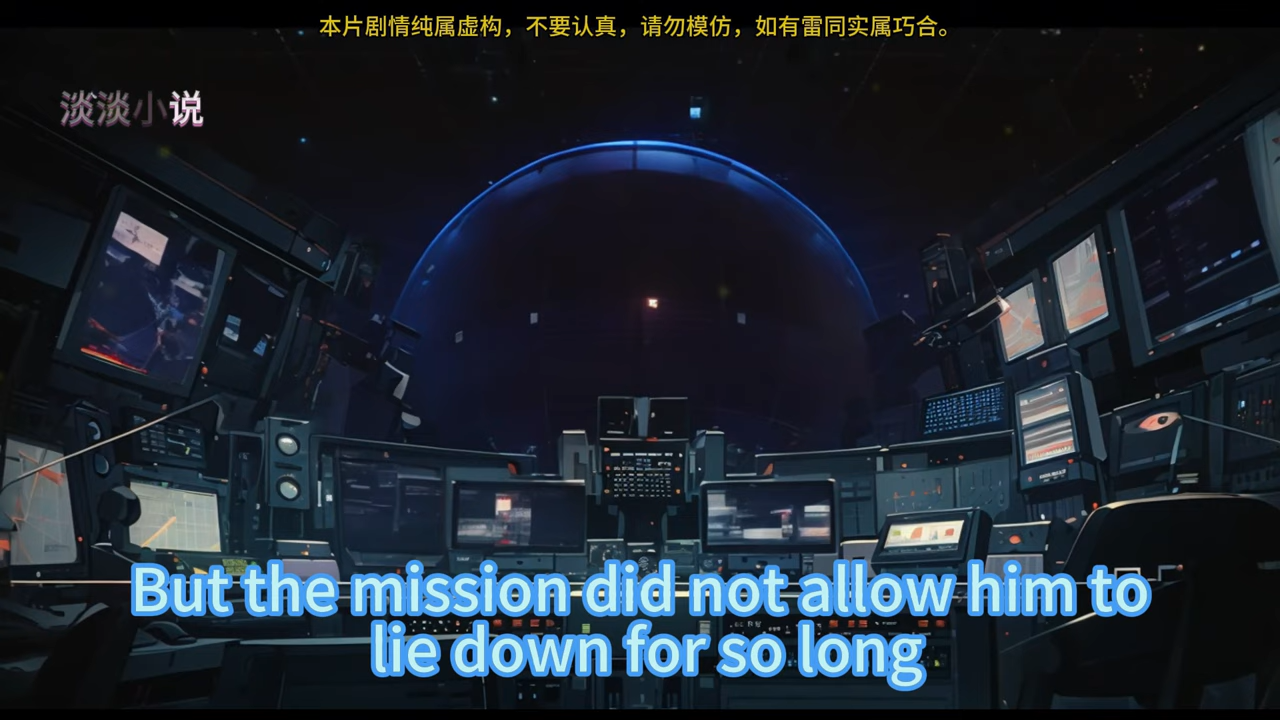 本片剧情纯属虚构，不要认真，请勿模仿，如有雷同实属巧合。
淡淡小说
But the mission did not allow him to
lie down for so long